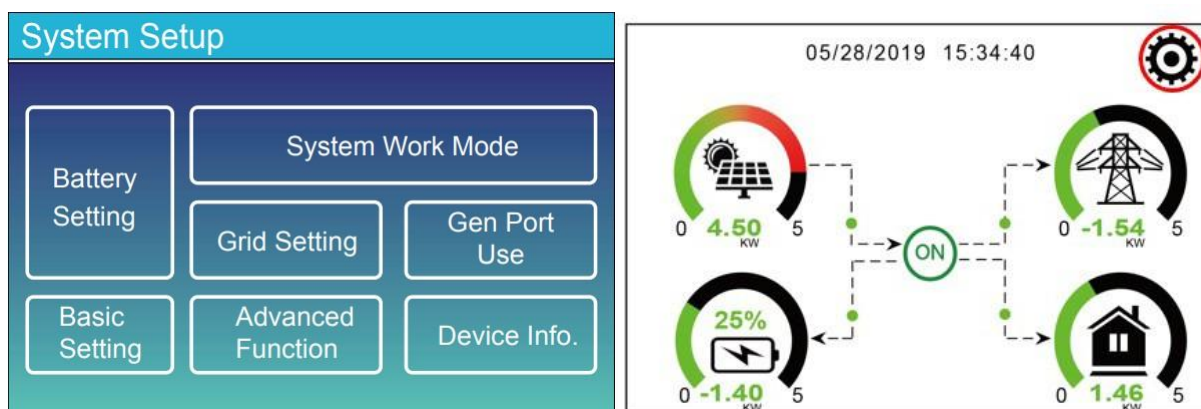 System Setup
Battery
Setting
System Work Mode
Grid Setting
Gen Port
Use
Basic
Setting
Advanced
Function
Device Info.
05/28/2019 15:34:40
0 4.50 5
KW
0 -1.54 5
KW
ON
25%
0 -1.40 5
KW
0 1.46 5
KW